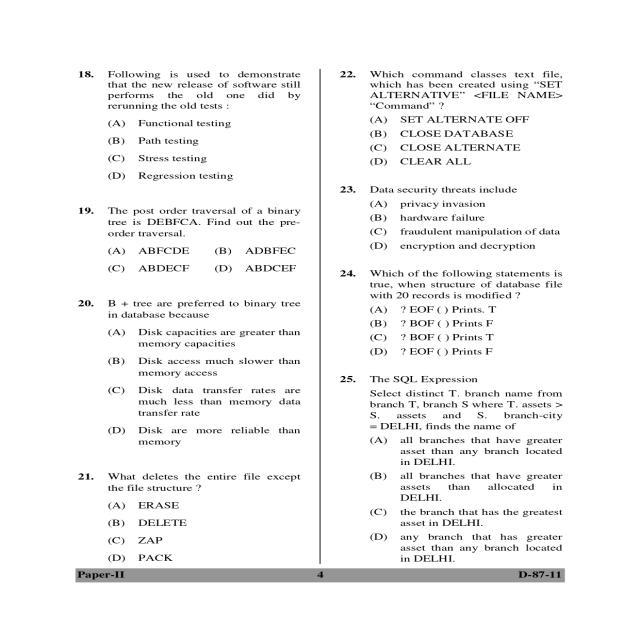 18. Following is used to demonstrate
that the new release of software still
performs the old one did by
rerunning the old tests :
(A) Functional testing
(B) Path testing
(C) Stress testing
(D) Regression testing
19. The post order traversal of a binary
tree is DEBFCA. Find out the pre-
order traversal.
(A) ABFCDE (B) ADBFEC
(C) ABDECF (D) ABDCEF
20. B + tree are preferred to binary tree
in database because
(A) Disk capacities are greater than
memory capacities
(B) Disk access much slower than
memory access
(C) Disk data transfer rates are
much less than memory data
transfer rate
(D) Disk are more reliable than
memory
21. What deletes the entire file except
the file structure ?
(A) ERASE
(B) DELETE
(C) ZAP
(D) PACK
22. Which command classes text file,
which has been created using “SET
ALTERNATIVE” <FILE NAME>
“Command” ?
(A) SET ALTERNATE OFF
(B) CLOSE DATABASE
(C) CLOSE ALTERNATE
(D) CLEAR ALL
23. Data security threats include
(A) privacy invasion
(B) hardware failure
(C) fraudulent manipulation of data
(D) encryption and decryption
24. Which of the following statements is
true, when structure of database file
with 20 records is modified ?
(A) ? EOF ( ) Prints. T
(B) ? BOF ( ) Prints F
(C) ? BOF ( ) Prints T
(D) ? EOF ( ) Prints F
25. The SQL Expression
Select distinct T. branch name from
branch T, branch S where T. assets >
S. assets and S. branch-city
= DELHI, finds the name of
(A) all branches that have greater
asset than any branch located
in DELHI.
(B) all branches that have greater
assets than allocated in
DELHI.
(C) the branch that has the greatest
asset in DELHI.
(D) any branch that has greater
asset than any branch located
in DELHI.
Paper-II 4 D-87-11